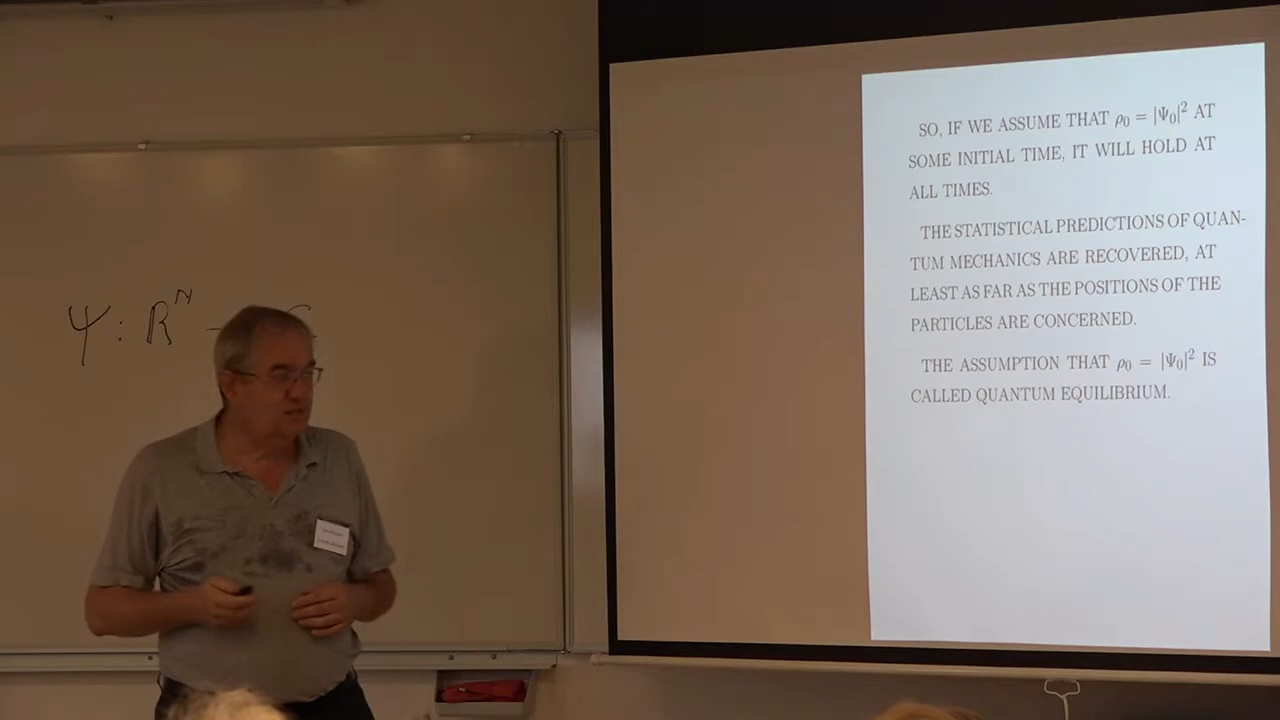 Ψ : R^N →
SO, IF WE ASSUME THAT ρ₀ = |Ψ₀|² AT
SOME INITIAL TIME, IT WILL HOLD AT
ALL TIMES.
THE STATISTICAL PREDICTIONS OF QUAN-
TUM MECHANICS ARE RECOVERED, AT
LEAST AS FAR AS THE POSITIONS OF THE
PARTICLES ARE CONCERNED.
THE ASSUMPTION THAT ρ₀ = |Ψ₀|² IS
CALLED QUANTUM EQUILIBRIUM.